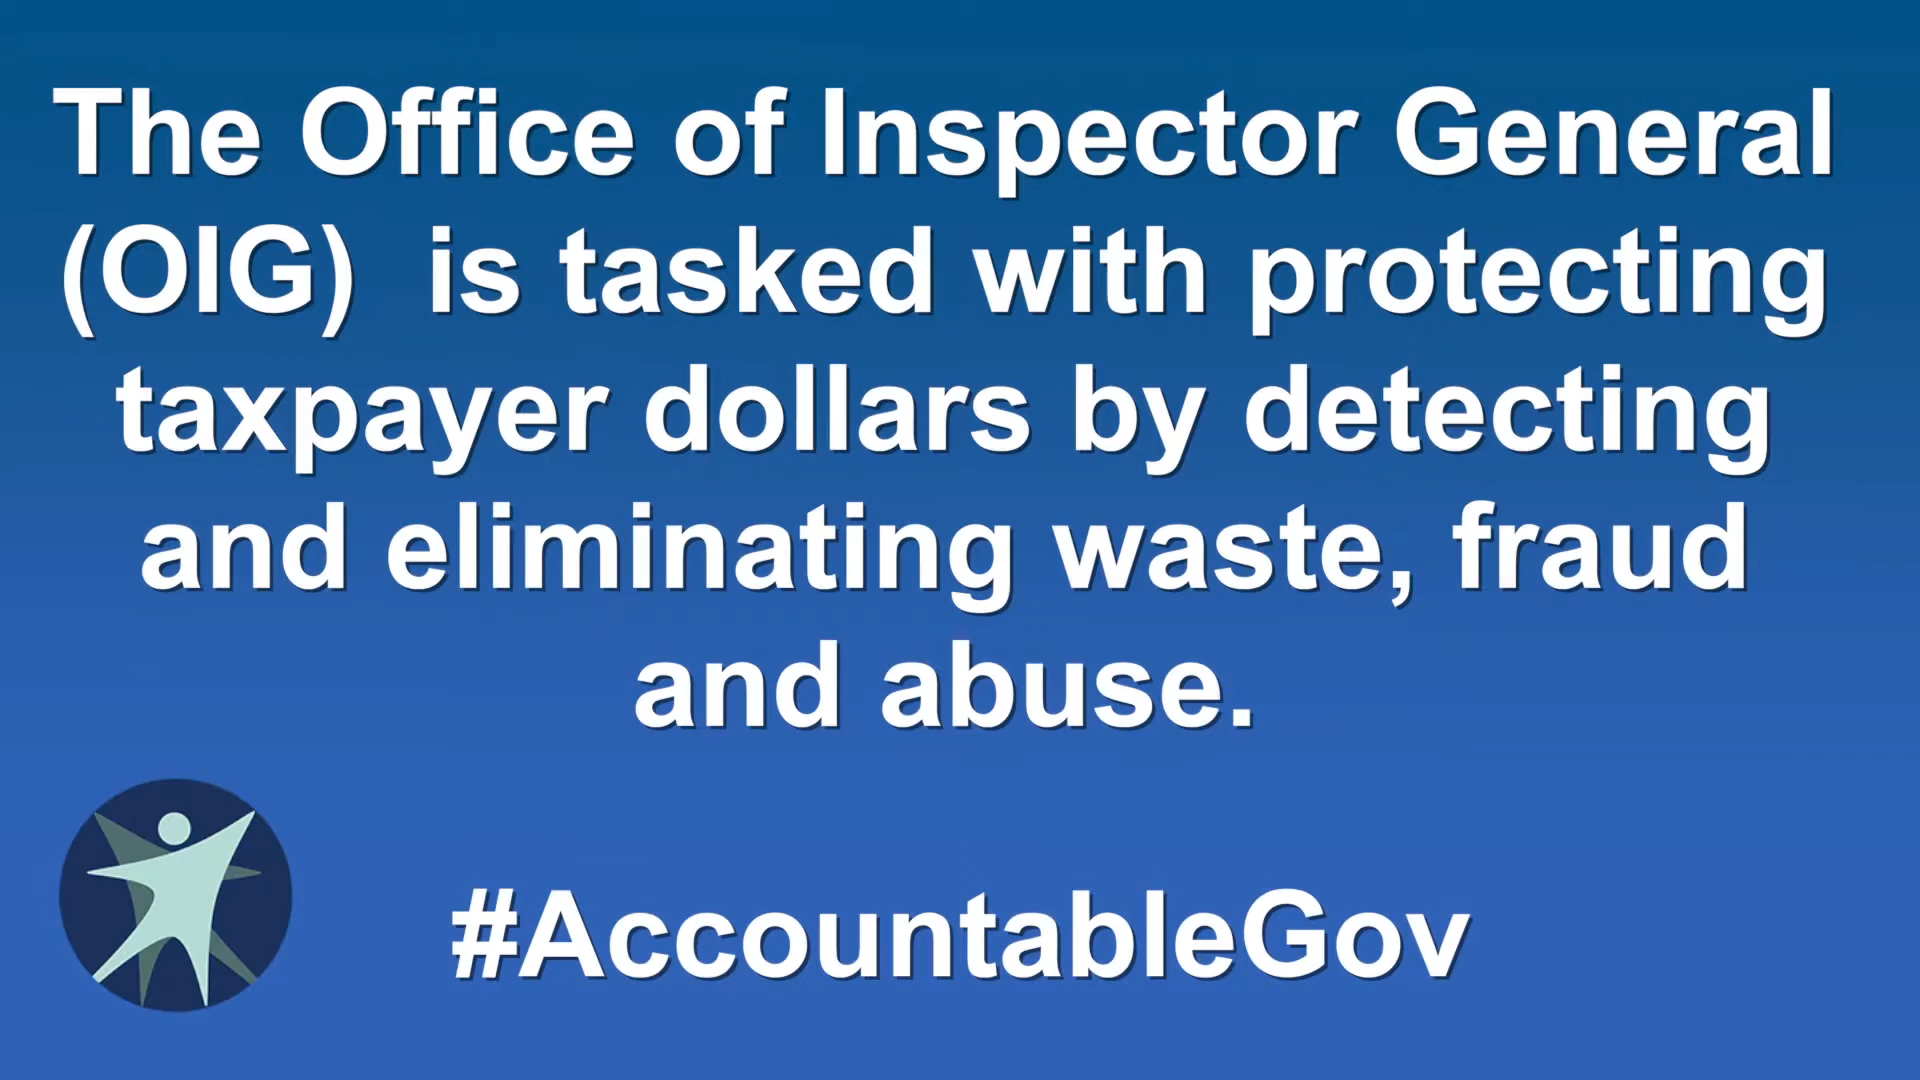 The Office of Inspector General
(OIG)  is tasked with protecting
taxpayer dollars by detecting
and eliminating waste, fraud
and abuse.
#AccountableGov